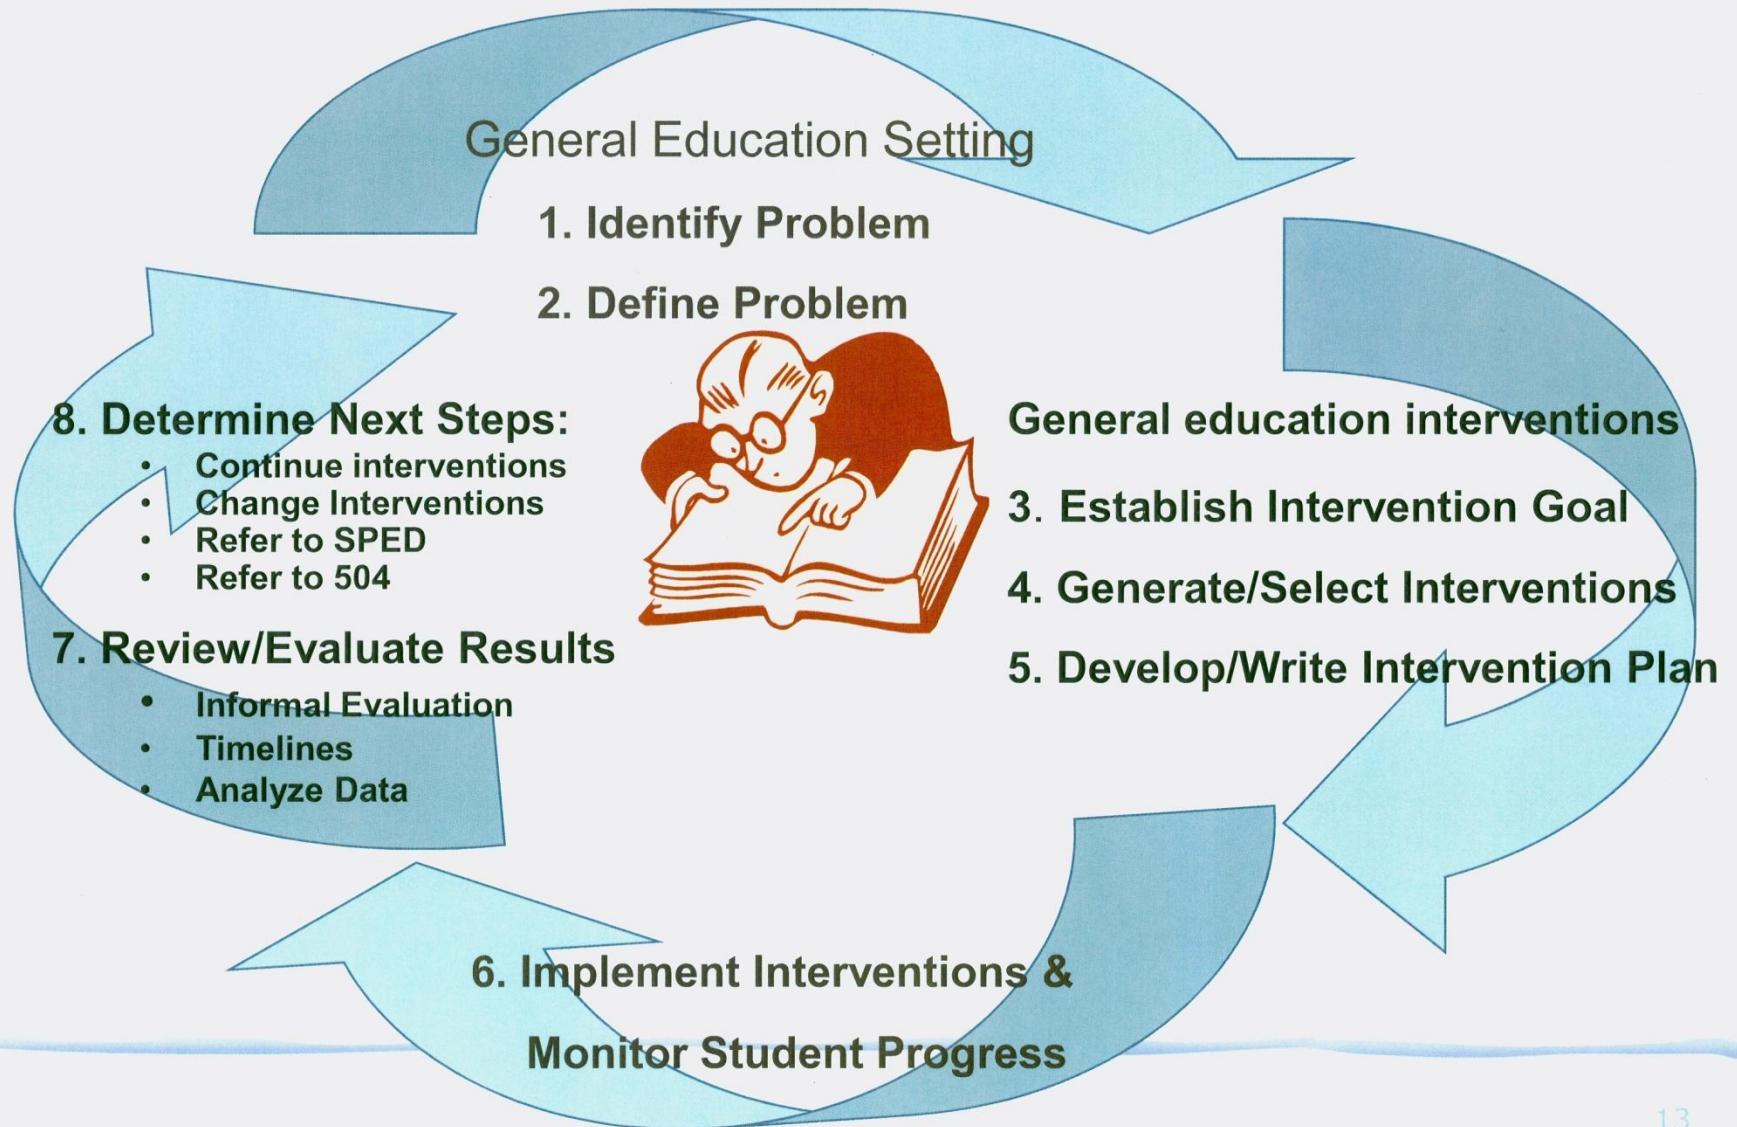 General Education Setting
1. Identify Problem
2. Define Problem
General education interventions
3. Establish Intervention Goal
4. Generate/Select Interventions
5. Develop/Write Intervention Plan
6. Implement Interventions &
Monitor Student Progress
7. Review/Evaluate Results
• Informal Evaluation
• Timelines
• Analyze Data
8. Determine Next Steps:
• Continue interventions
• Change Interventions
• Refer to SPED
• Refer to 504
13